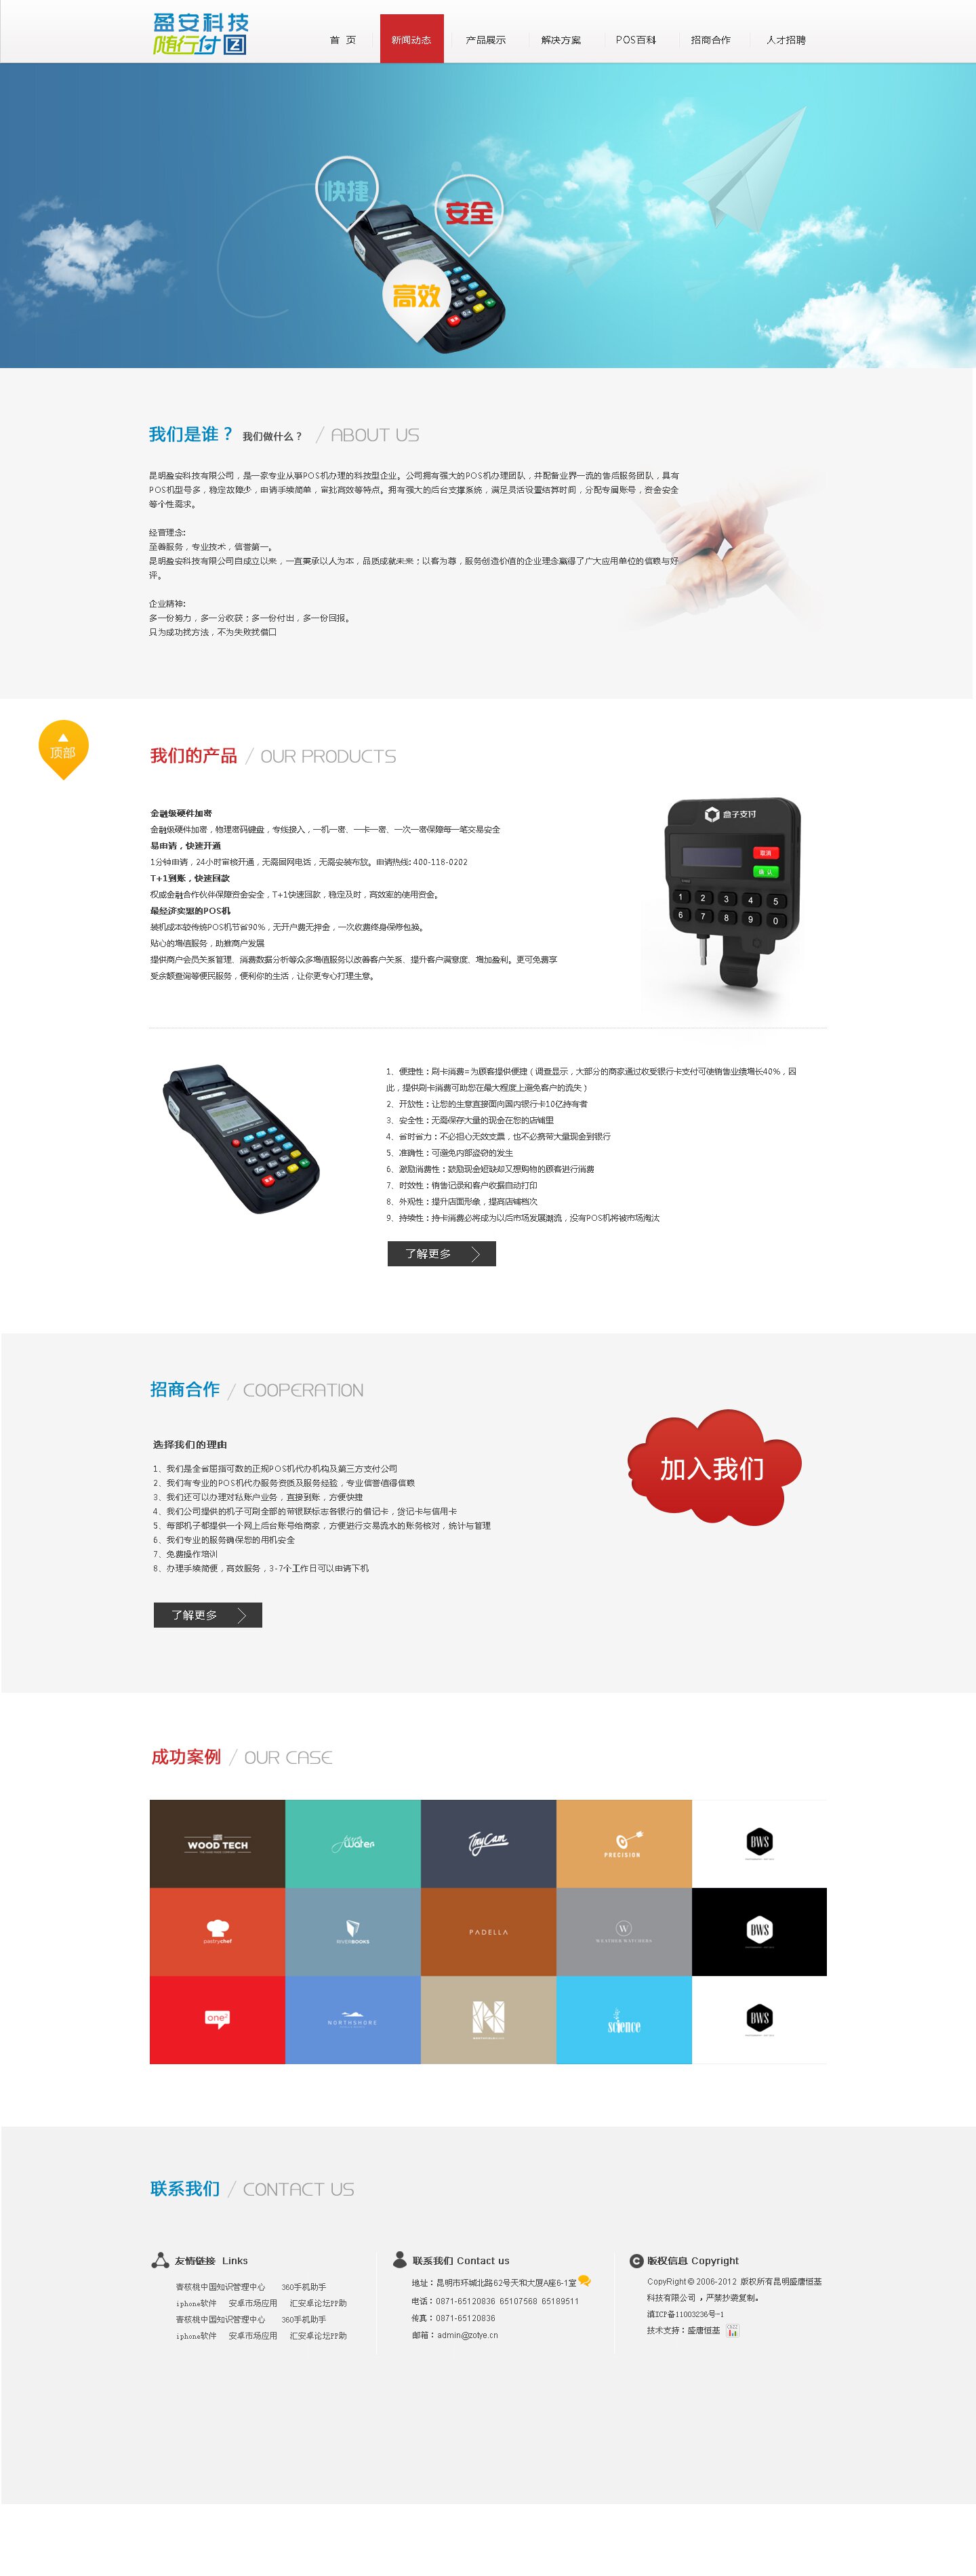 盈安科技
随行付
首 页
新闻动态
产品展示
解决方案
POS百科
招商合作
人才招聘
快捷
安全
高效
我们是谁？ 我们做什么？ / ABOUT US
昆明盈安科技有限公司，是一家专业从事POS机办理的科技型企业。公司拥有强大的POS机办理团队，并配备业界一流的售后服务团队，具有
POS机型号多，稳定故障少，申请手续简单，审批高效等特点。拥有强大的后台支撑系统，满足灵活设置结算时间，分配专属账号，资金安全
等个性需求。
经营理念:
至善服务，专业技术，信誉第一。
昆明盈安科技有限公司自成立以来，一直秉承以人为本，品质成就未来；以客为尊，服务创造价值的企业理念赢得了广大应用单位的信赖与好
评。
企业精神:
多一份努力，多一分收获；多一份付出，多一份回报。
只为成功找方法，不为失败找借口
顶部
我们的产品 / OUR PRODUCTS
金融级硬件加密
金融级硬件加密，物理密码键盘，专线接入，一机一密、一卡一密、一次一密保障每一笔交易安全
易申请，快速开通
1分钟申请，24小时审核开通，无需固网电话，无需安装布放。申请热线: 400-118-0202
T+1到账，快速回款
权威金融合作伙伴保障资金安全，T+1快速回款，稳定及时，高效率的使用资金。
最经济实惠的POS机
装机成本较传统POS机节省90%，无开户费无押金，一次收费终身保修包换。
贴心的增值服务，助推商户发展
提供商户会员关系管理、消费数据分析等众多增值服务以改善客户关系、提升客户满意度、增加盈利。更可免费享
受余额查询等便民服务，便利你的生活，让你更专心打理生意。
盒子支付
取消
确认
1 2 3 4 5
6 7 8 9 0
1、便捷性：刷卡消费=为顾客提供便捷（调查显示，大部分的商家通过收受银行卡支付可使销售业绩增长40%，因
此，提供刷卡消费可助您在最大程度上避免客户的流失）
2、开放性：让您的生意直接面向国内银行卡10亿持有者
3、安全性：无需保存大量的现金在您的店铺里
4、省时省力：不必担心无效支票，也不必携带大量现金到银行
5、准确性：可避免内部盗窃的发生
6、激励消费性：鼓励现金短缺却又想购物的顾客进行消费
7、时效性：销售记录和客户收据自动打印
8、外观性：提升店面形象，提高店铺档次
9、持续性：持卡消费必将成为以后市场发展潮流，没有POS机将被市场淘汰
了解更多
招商合作 / COOPERATION
选择我们的理由
1、我们是全省屈指可数的正规POS机代办机构及第三方支付公司
2、我们有专业的POS机代办服务资质及服务经验，专业信誉值得信赖
3、我们还可以办理对私账户业务，直接到账，方便快捷
4、我们公司提供的机子可刷全部的带银联标志各银行的借记卡，贷记卡与信用卡
5、每部机子都提供一个网上后台账号给商家，方便进行交易流水的账务核对，统计与管理
6、我们专业的服务确保您的用机安全
7、免费操作培训
8、办理手续简便，高效服务，3-7个工作日可以申请下机
加入我们
了解更多
成功案例 / OUR CASE
WOOD TECH
water
TinyCam
PRECISION
BWS
pastrychef
RIVERBOOKS
PADELLA
W
WEATHER WATCHERS
BWS
one
NORTHSHORE
N
science
BWS
联系我们 / CONTACT US
友情链接 Links
青核桃中国知识管理中心 360手机助手
iphone软件 安卓市场应用 汇安卓论坛PP助
青核桃中国知识管理中心 360手机助手
iphone软件 安卓市场应用 汇安卓论坛PP助
联系我们 Contact us
地址：昆明市环城北路62号天和大厦A座6-1室
电话：0871-65120836 65107568 65189511
传真：0871-65120836
邮箱：admin@zotye.cn
版权信息 Copyright
CopyRight © 2006-2012 版权所有昆明盛唐恒基
科技有限公司 ，严禁抄袭复制。
滇ICP备11003236号-1
技术支持：盛唐恒基